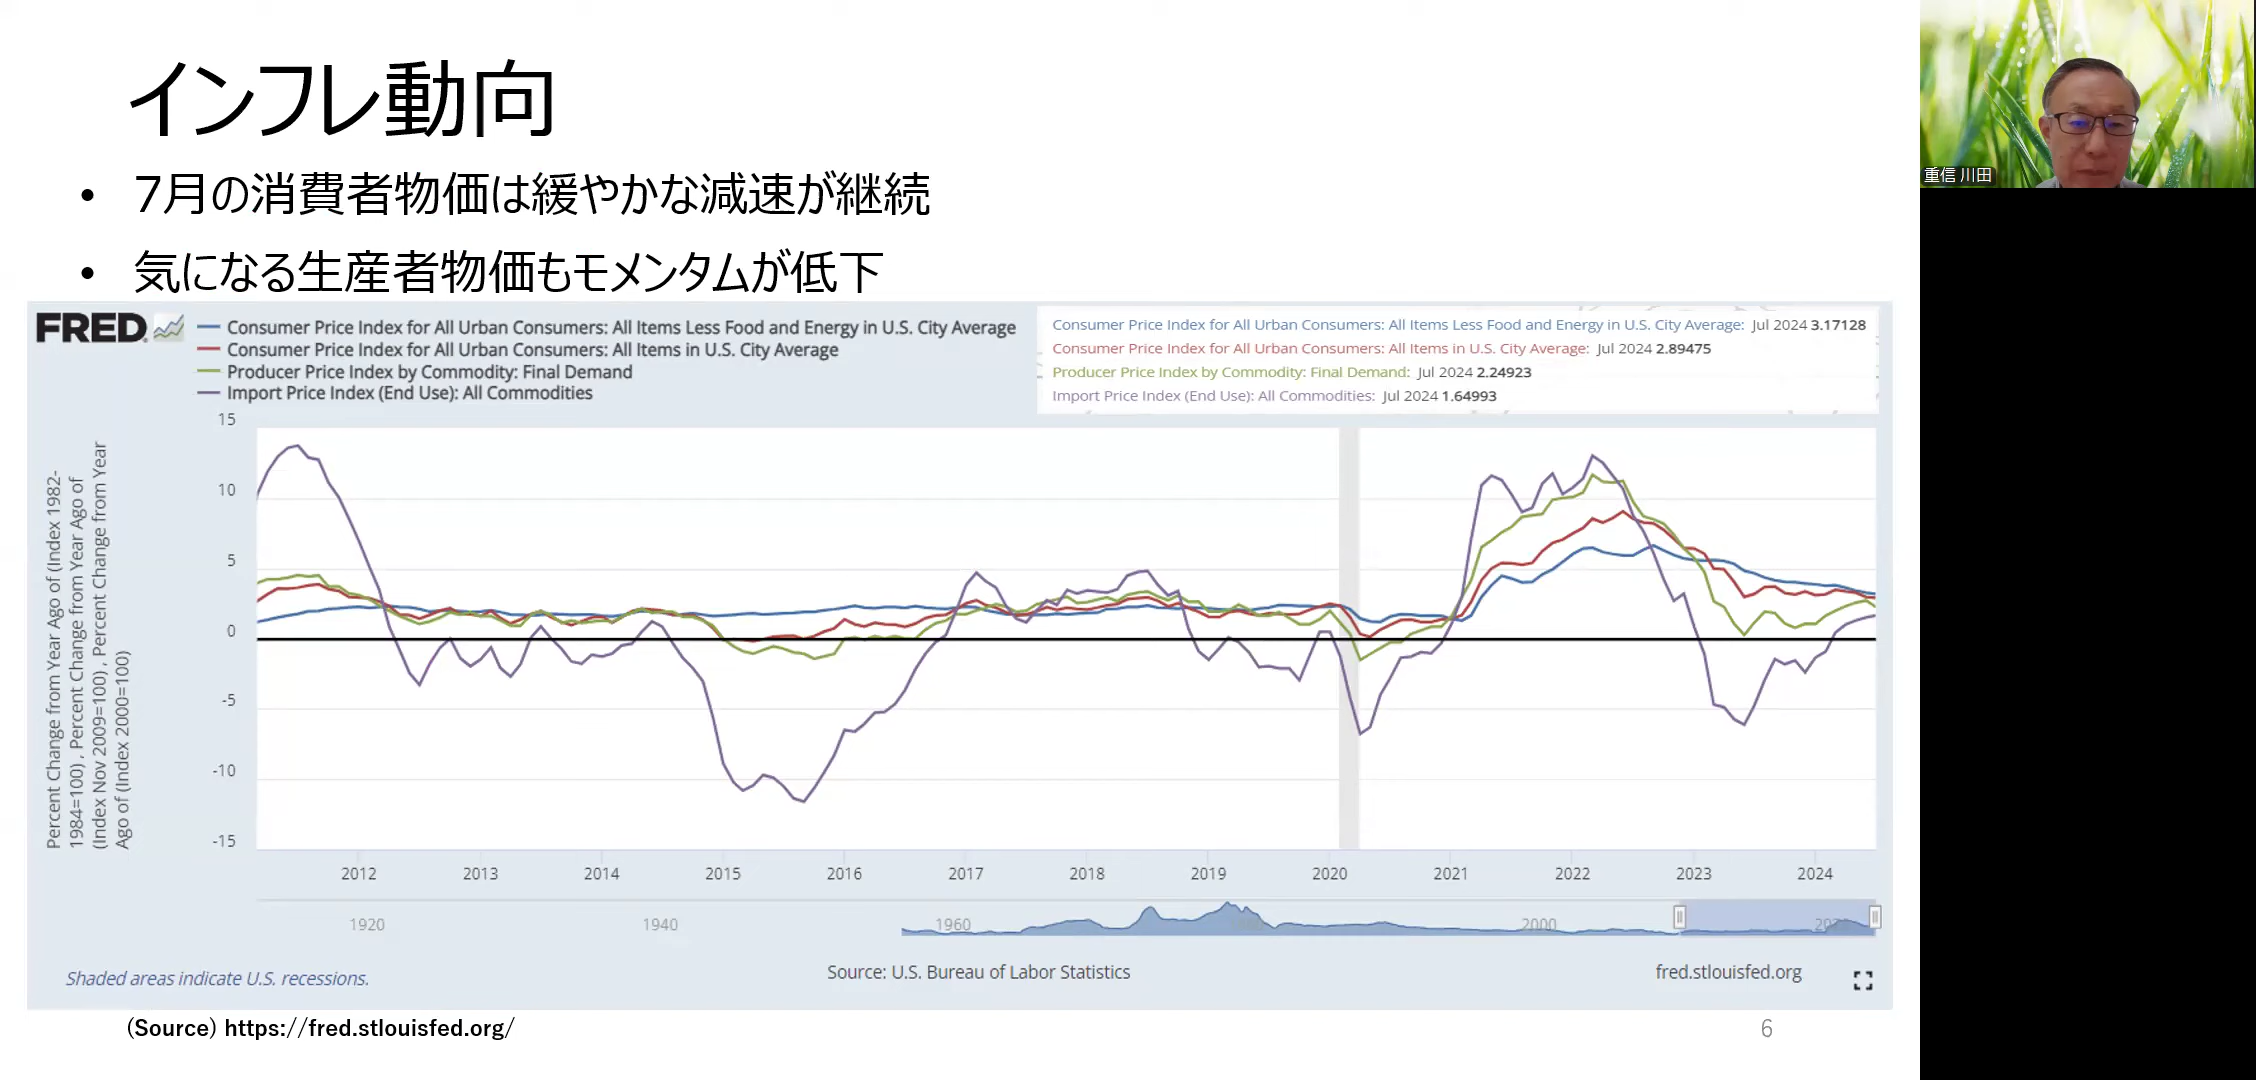 インフレ動向
• 7月の消費者物価は緩やかな減速が継続
• 気になる生産者物価もモメンタムが低下
重信 川田
FRED
Consumer Price Index for All Urban Consumers: All Items Less Food and Energy in U.S. City Average
Consumer Price Index for All Urban Consumers: All Items in U.S. City Average
Producer Price Index by Commodity: Final Demand
Import Price Index (End Use): All Commodities
Consumer Price Index for All Urban Consumers: All Items Less Food and Energy in U.S. City Average: Jul 2024 3.17128
Consumer Price Index for All Urban Consumers: All Items in U.S. City Average: Jul 2024 2.89475
Producer Price Index by Commodity: Final Demand: Jul 2024 2.24923
Import Price Index (End Use): All Commodities: Jul 2024 1.64993
Percent Change from Year Ago of (Index 1982-
1984=100) , Percent Change from Year Ago of
(Index Nov 2009=100) , Percent Change from Year
Ago of (Index 2000=100)
15
10
5
0
-5
-10
-15
2012 2013 2014 2015 2016 2017 2018 2019 2020 2021 2022 2023 2024
1920 1940 1960 2000
Shaded areas indicate U.S. recessions.
Source: U.S. Bureau of Labor Statistics
fred.stlouisfed.org
(Source) https://fred.stlouisfed.org/
6